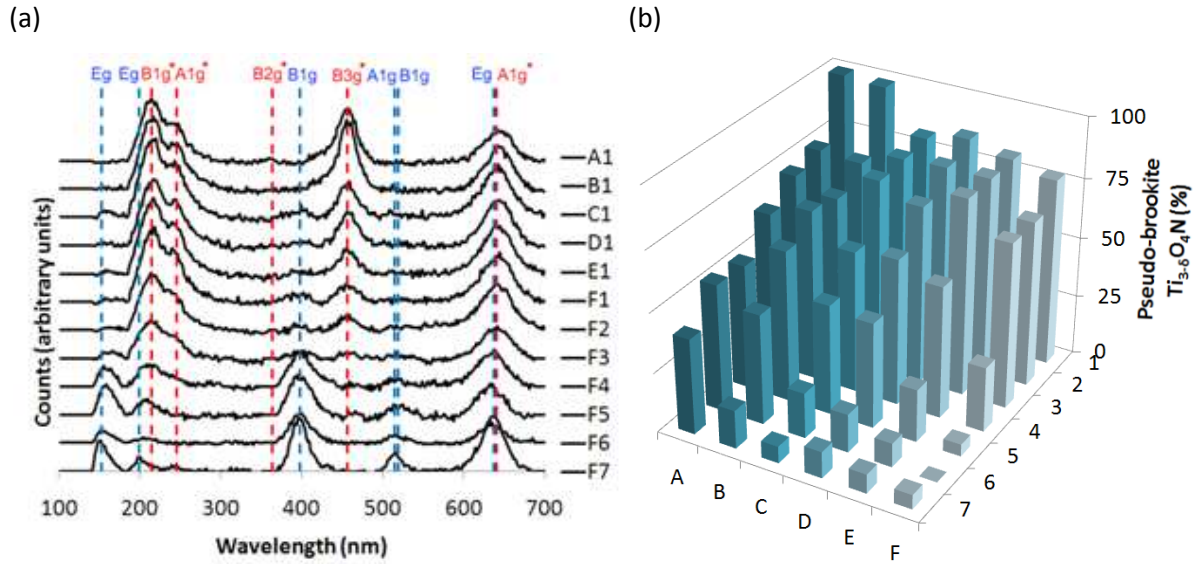 (a)
(b)
Eg Eg B1g* A1g* B2g* B1g B3g* A1g B1g Eg A1g*
A1
B1
C1
D1
E1
F1
F2
F3
F4
F5
F6
F7
Counts (arbitrary units)
100 200 300 400 500 600 700
Wavelength (nm)
100
75
50
25
0
Pseudo-brookite
Ti3-δO4N (%)
1
2
3
4
5
6
7
A
B
C
D
E
F